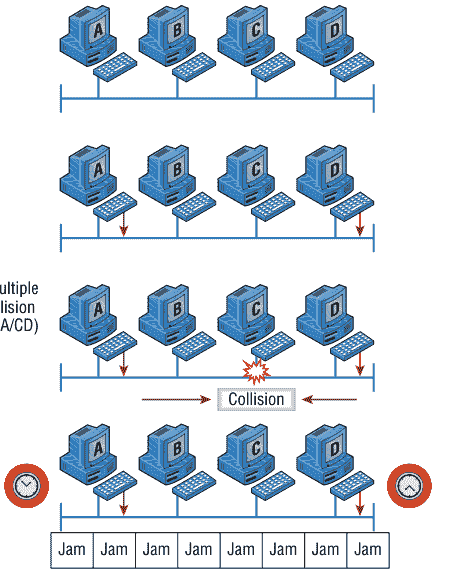 A B C D
A B C D
ultiple
lision
A/CD)
A B C D
Collision
A B C D
Jam Jam Jam Jam Jam Jam Jam Jam